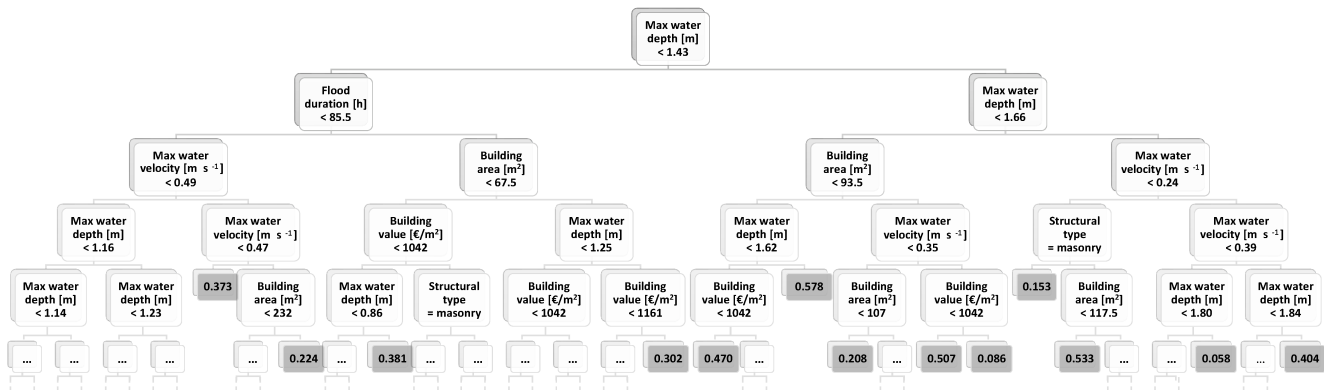 Max water
depth [m]
< 1.43
Flood
duration [h]
< 85.5
Max water
depth [m]
< 1.66
Max water
velocity [m s ⁻¹]
< 0.49
Building
area [m²]
< 67.5
Building
area [m²]
< 93.5
Max water
velocity [m s ⁻¹]
< 0.24
Max water
depth [m]
< 1.16
Max water
velocity [m s ⁻¹]
< 0.47
Building
value [€/m²]
< 1042
Max water
depth [m]
< 1.25
Max water
depth [m]
< 1.62
Max water
velocity [m s ⁻¹]
< 0.35
Structural
type
= masonry
Max water
velocity [m s ⁻¹]
< 0.39
Max water
depth [m]
< 1.14
Max water
depth [m]
< 1.23
0.373
Building
area [m²]
< 232
Max water
depth [m]
< 0.86
Structural
type
= masonry
Building
value [€/m²]
< 1042
Building
value [€/m²]
< 1161
Building
value [€/m²]
< 1042
0.578
Building
area [m²]
< 107
Building
value [€/m²]
< 1042
0.153
Building
area [m²]
< 117.5
Max water
depth [m]
< 1.80
Max water
depth [m]
< 1.84
...
...
...
...
...
0.224
...
0.381
...
...
...
...
...
0.302
0.470
...
0.208
...
0.507
0.086
0.533
...
...
0.058
...
0.404